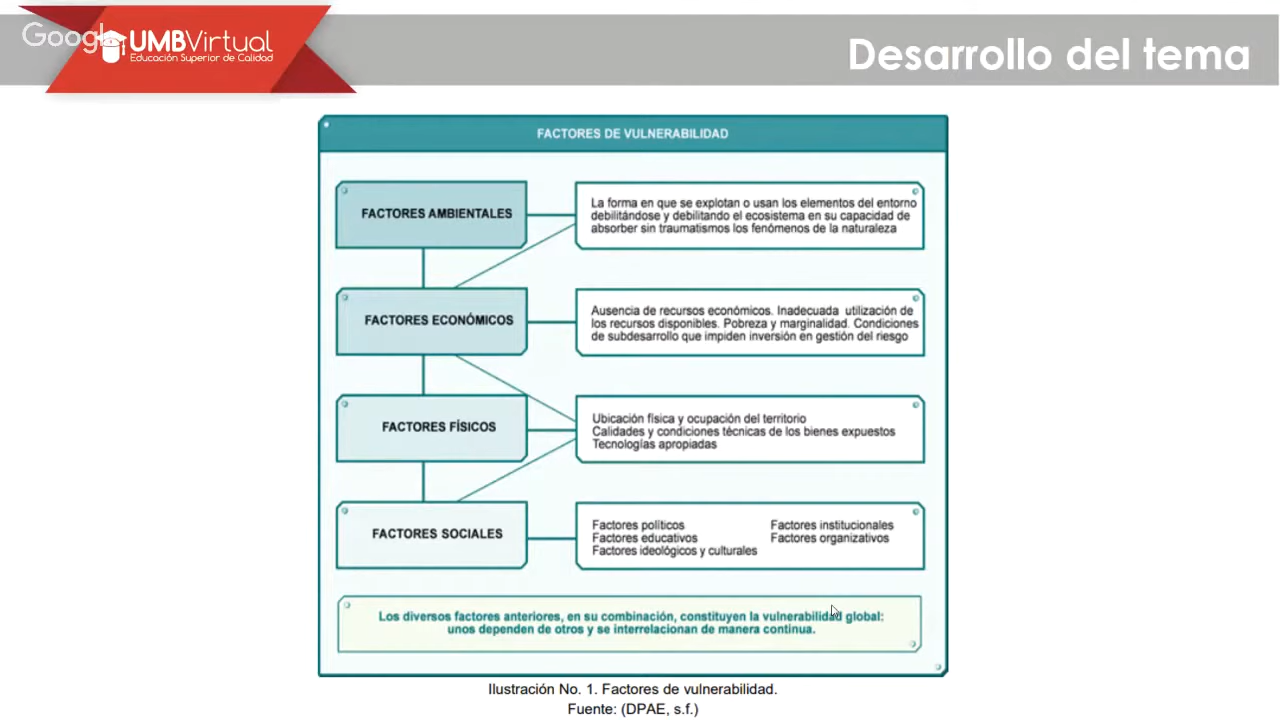 Google
UMBVirtual
Educación Superior de Calidad
Desarrollo del tema
FACTORES DE VULNERABILIDAD
FACTORES AMBIENTALES
La forma en que se explotan o usan los elementos del entorno
debilitándose y debilitando el ecosistema en su capacidad de
absorber sin traumatismos los fenómenos de la naturaleza
FACTORES ECONÓMICOS
Ausencia de recursos económicos. Inadecuada utilización de
los recursos disponibles. Pobreza y marginalidad. Condiciones
de subdesarrollo que impiden inversión en gestión del riesgo
FACTORES FÍSICOS
Ubicación física y ocupación del territorio
Calidades y condiciones técnicas de los bienes expuestos
Tecnologías apropiadas
FACTORES SOCIALES
Factores políticos
Factores educativos
Factores ideológicos y culturales
Factores institucionales
Factores organizativos
Los diversos factores anteriores, en su combinación, constituyen la vulnerabilidad global:
unos dependen de otros y se interrelacionan de manera continua.
Ilustración No. 1. Factores de vulnerabilidad.
Fuente: (DPAE, s.f.)